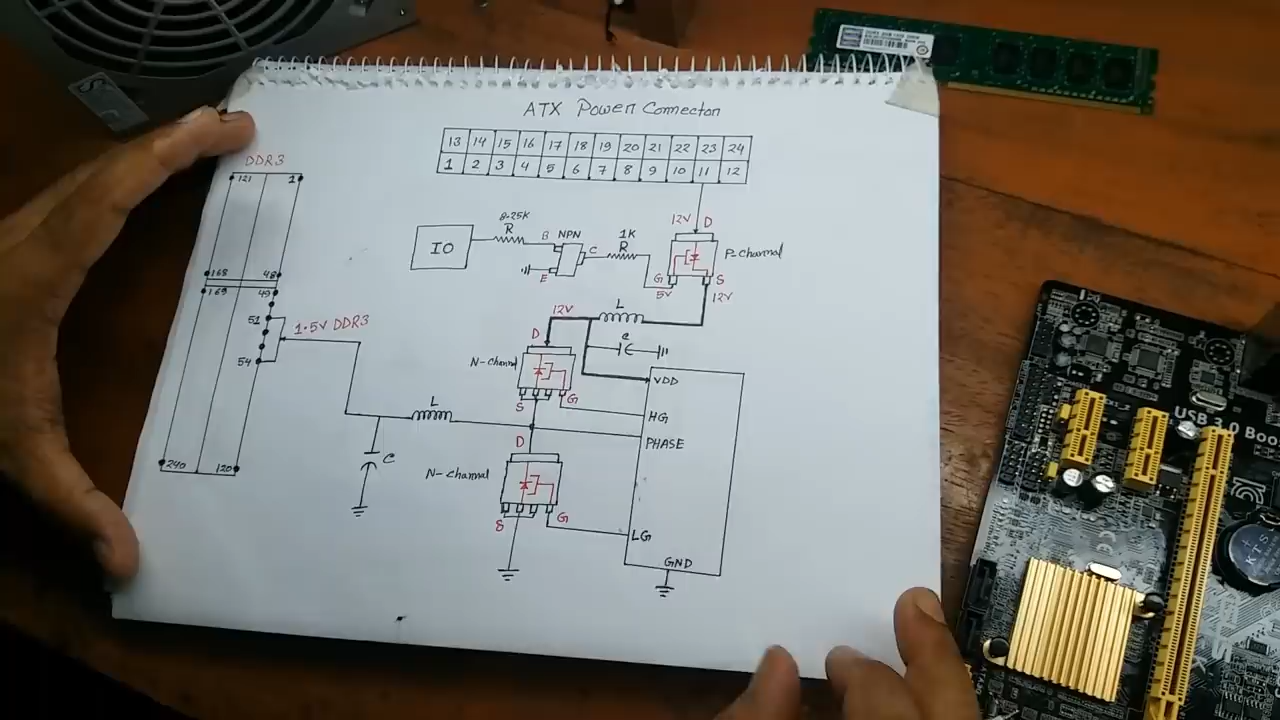 ATX Power Connector
13 14 15 16 17 18 19 20 21 22 23 24
1 2 3 4 5 6 7 8 9 10 11 12
DDR3
121 1
168 48
169 49
51
54
240 120
1.5V DDR3
IO
8.25K
R
B NPN
C
E
1K
R
12V D
P-channel
G S
5V 12V
12V
L
C
D
N-channel
S G
VDD
HG
PHASE
L
C
D
N-channel
S G
LG
GND
USB 3.0 Boo
KTS